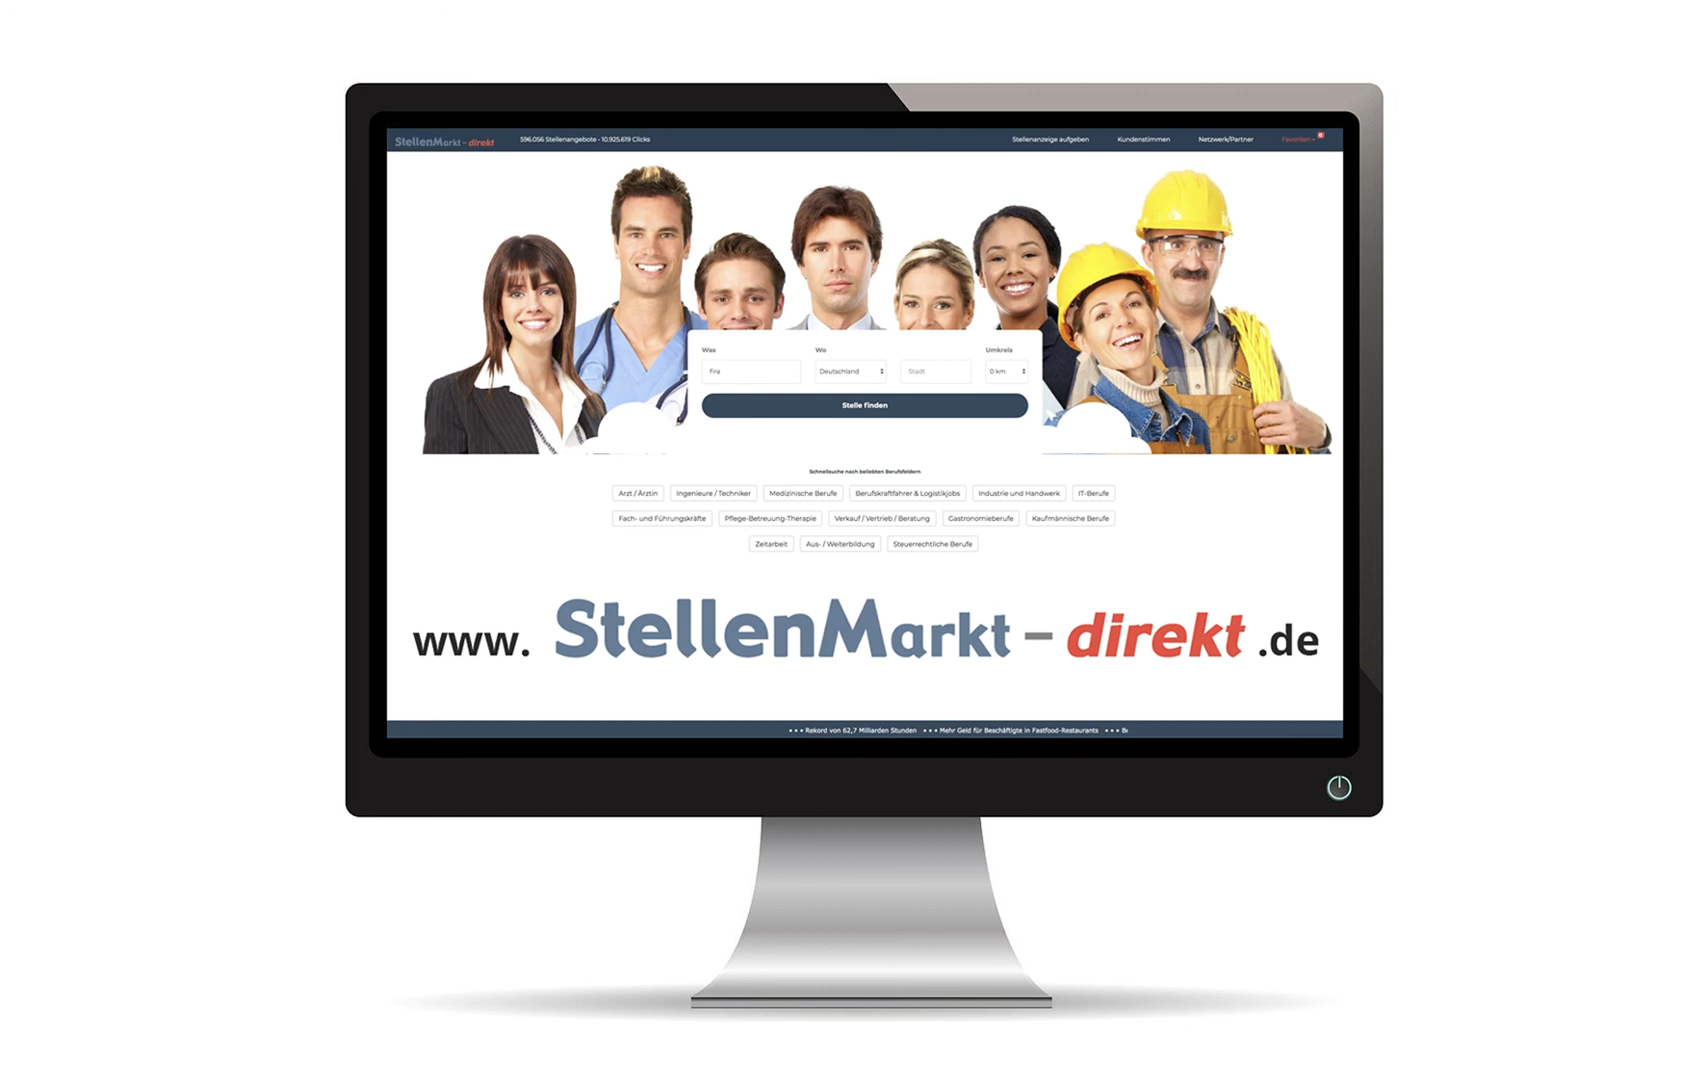 StellenMarkt-direkt 596.056 Stellenangebote - 10.925.619 Clicks Stellenanzeige aufgeben Kundenstimmen Netzwerk/Partner Favoriten 0
Was Wo Umkreis
fira Deutschland Stadt 0 km
Stelle finden
Schnellsuche nach beliebten Berufsfeldern
Arzt / Ärztin Ingenieure / Techniker Medizinische Berufe Berufskraftfahrer & Logistikjobs Industrie und Handwerk IT-Berufe
Fach- und Führungskräfte Pflege-Betreuung-Therapie Verkauf / Vertrieb / Beratung Gastronomieberufe Kaufmännische Berufe
Zeitarbeit Aus- / Weiterbildung Steuerrechtliche Berufe
www. StellenMarkt-direkt .de
••• Rekord von 62,7 Milliarden Stunden ••• Mehr Geld für Beschäftigte in Fastfood-Restaurants •••